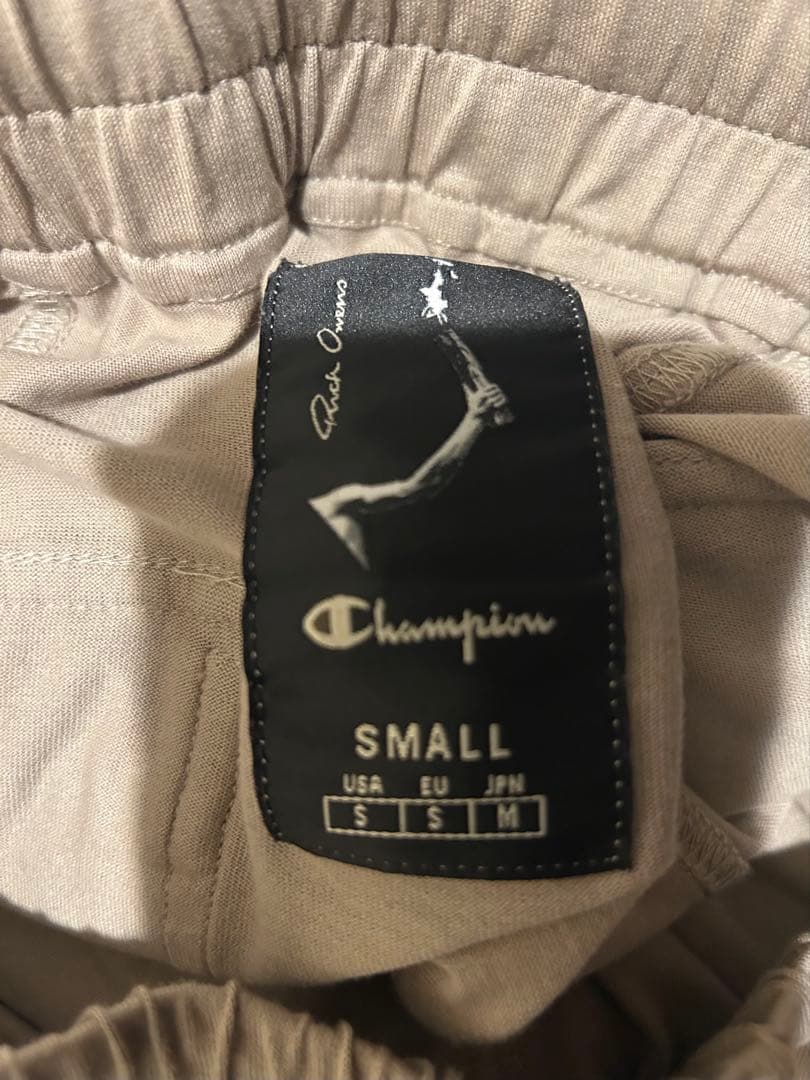 Rick Owens
Champion
SMALL
USA EU JPN
S S M